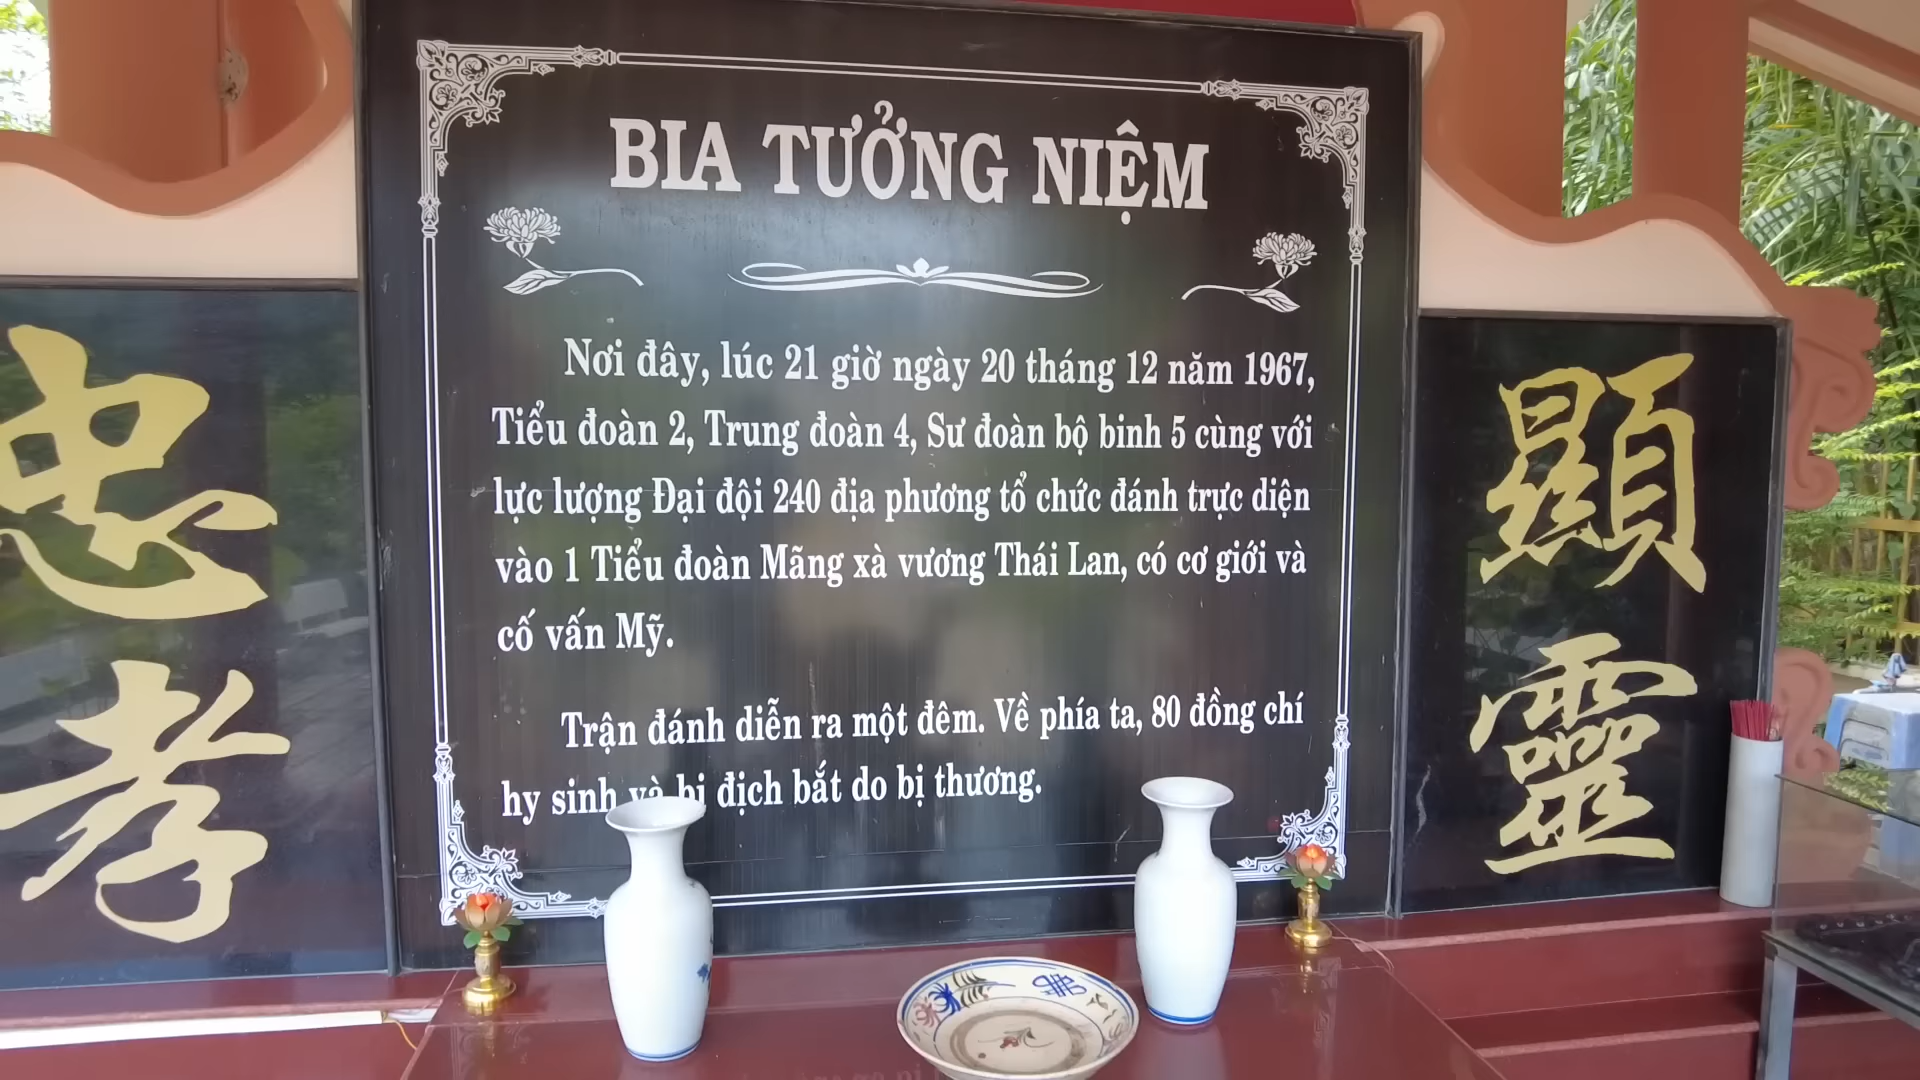 BIA TƯỞNG NIỆM
Nơi đây, lúc 21 giờ ngày 20 tháng 12 năm 1967,
Tiểu đoàn 2, Trung đoàn 4, Sư đoàn bộ binh 5 cùng với
lực lượng Đại đội 240 địa phương tổ chức đánh trực diện
vào 1 Tiểu đoàn Mãng xà vương Thái Lan, có cơ giới và
cố vấn Mỹ.
Trận đánh diễn ra một đêm. Về phía ta, 80 đồng chí
hy sinh và bị địch bắt do bị thương.
忠
孝
顯
靈